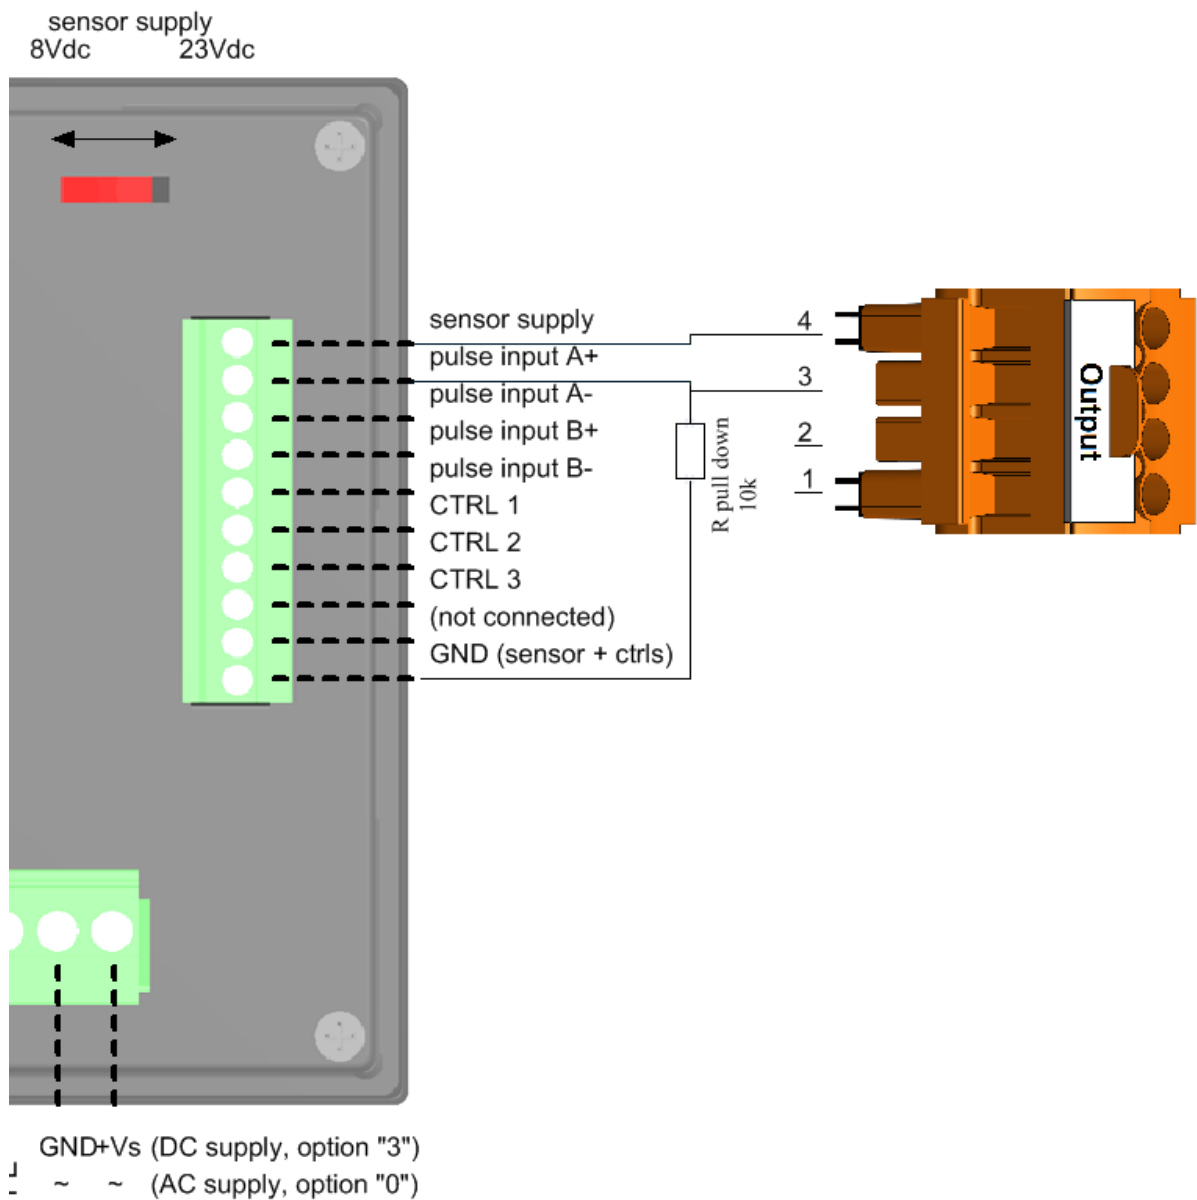 sensor supply
8Vdc 23Vdc
sensor supply
pulse input A+
pulse input A-
pulse input B+
pulse input B-
CTRL 1
CTRL 2
CTRL 3
(not connected)
GND (sensor + ctrls)
R pull down
10k
4
3
2
1
Output
GND+Vs (DC supply, option "3")
~ ~ (AC supply, option "0")